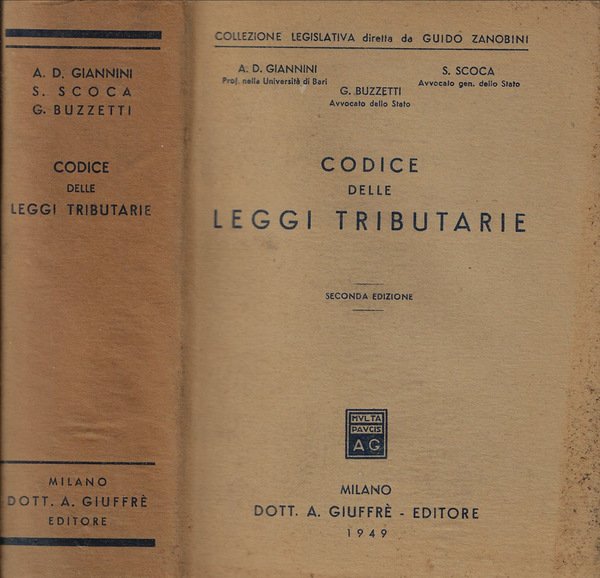 A. D. GIANNINI
S. SCOCA
G. BUZZETTI
CODICE
DELLE
LEGGI TRIBUTARIE
MILANO
DOTT. A. GIUFFRÈ
EDITORE
COLLEZIONE LEGISLATIVA diretta da GUIDO ZANOBINI
A. D. GIANNINI
Prof. nella Università di Bari
S. SCOCA
Avvocato gen. dello Stato
G. BUZZETTI
Avvocato dello Stato
CODICE
DELLE
LEGGI TRIBUTARIE
SECONDA EDIZIONE
MVLTA
PAVCIS
AG
MILANO
DOTT. A. GIUFFRÈ - EDITORE
1949